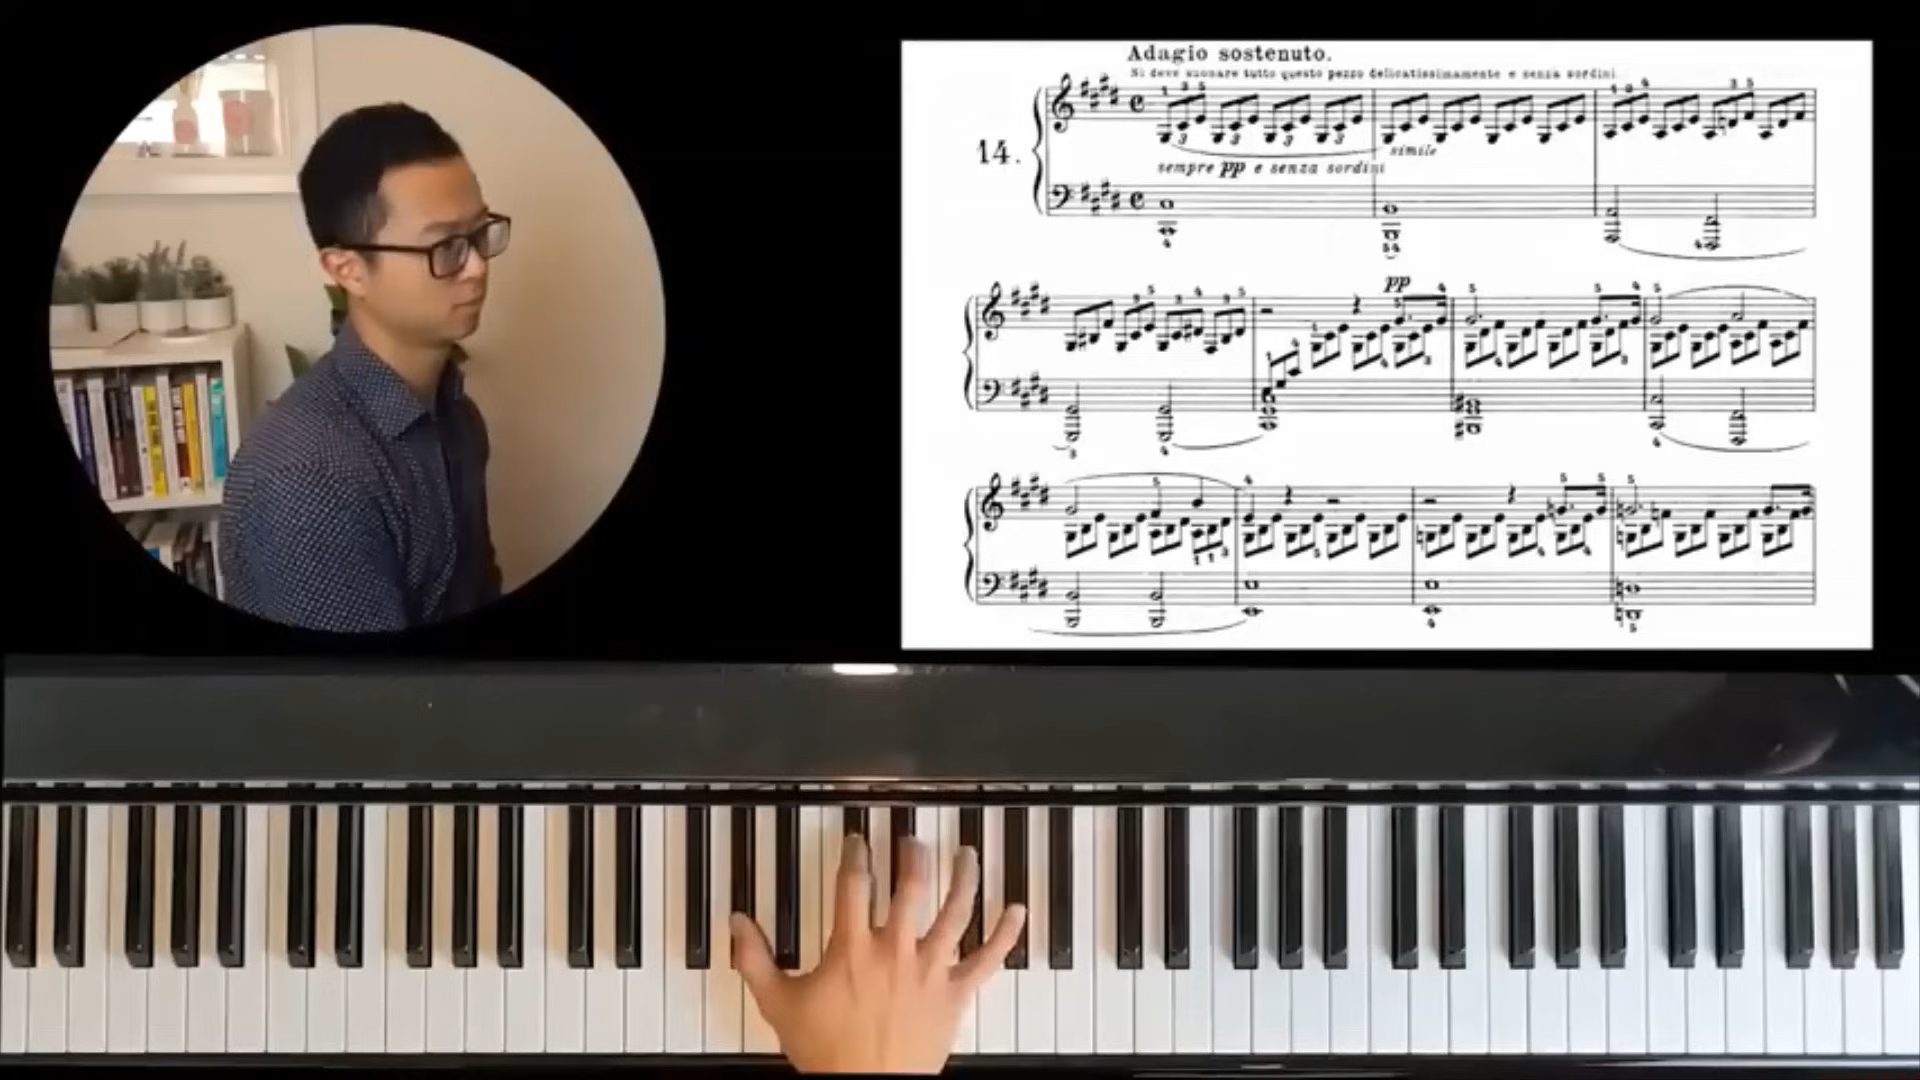 Adagio sostenuto.
Si deve suonare tutto questo pezzo delicatissimamente e senza sordini
14.
simile
sempre pp e senza sordini
pp